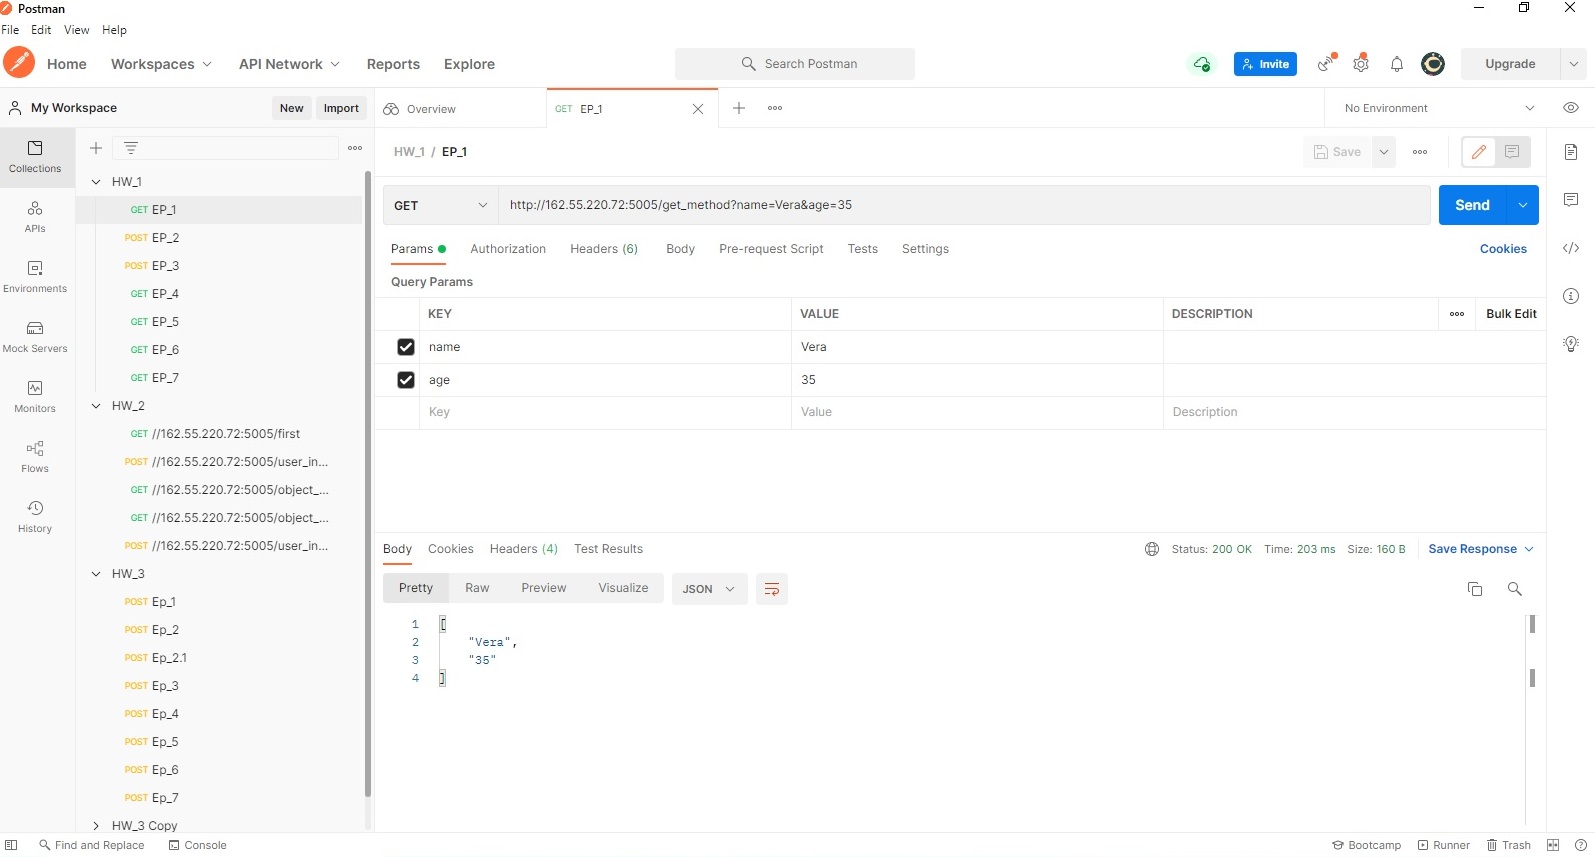 Postman
File Edit View Help
Home Workspaces API Network Reports Explore Search Postman Invite Upgrade
My Workspace New Import Overview GET EP_1 No Environment
Collections
APIs
Environments
Mock Servers
Monitors
Flows
History
HW_1
GET EP_1
POST EP_2
POST EP_3
GET EP_4
GET EP_5
GET EP_6
GET EP_7
HW_2
GET //162.55.220.72:5005/first
POST //162.55.220.72:5005/user_in...
GET //162.55.220.72:5005/object_...
GET //162.55.220.72:5005/object_...
POST //162.55.220.72:5005/user_in...
HW_3
POST Ep_1
POST Ep_2
POST Ep_2.1
POST Ep_3
POST Ep_4
POST Ep_5
POST Ep_6
POST Ep_7
HW_3 Copy
HW_1 / EP_1 Save
GET http://162.55.220.72:5005/get_method?name=Vera&age=35 Send
Params Authorization Headers (6) Body Pre-request Script Tests Settings Cookies
Query Params
KEY VALUE DESCRIPTION Bulk Edit
name Vera
age 35
Key Value Description
Body Cookies Headers (4) Test Results Status: 200 OK Time: 203 ms Size: 160 B Save Response
Pretty Raw Preview Visualize JSON
1 [
2 "Vera",
3 "35"
4 ]
Find and Replace Console Bootcamp Runner Trash